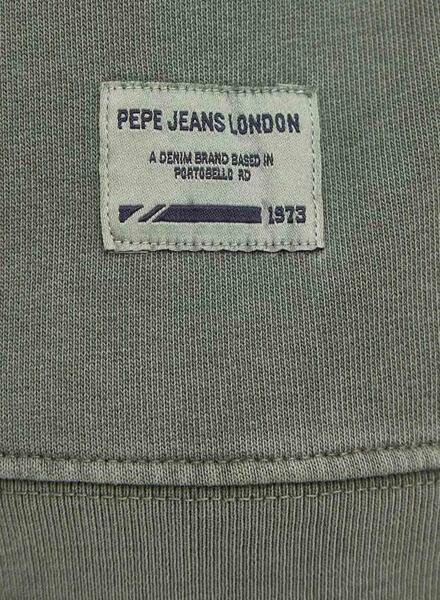 PEPE JEANS LONDON
A DENIM BRAND BASED IN
PORTOBELLO RD
1973